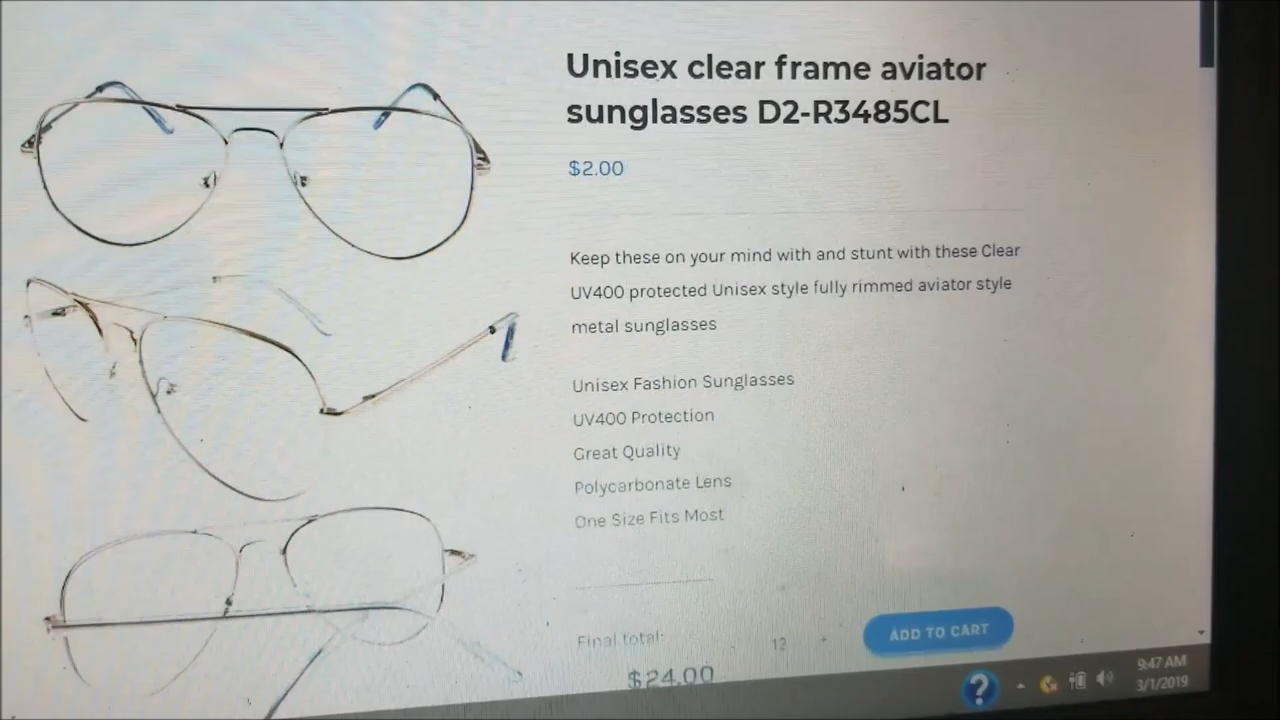 Unisex clear frame aviator
sunglasses D2-R3485CL
$2.00
Keep these on your mind with and stunt with these Clear
UV400 protected Unisex style fully rimmed aviator style
metal sunglasses
Unisex Fashion Sunglasses
UV400 Protection
Great Quality
Polycarbonate Lens
One Size Fits Most
Final total:
- 12 +
ADD TO CART
$24.00
?
9:47 AM
3/1/2019